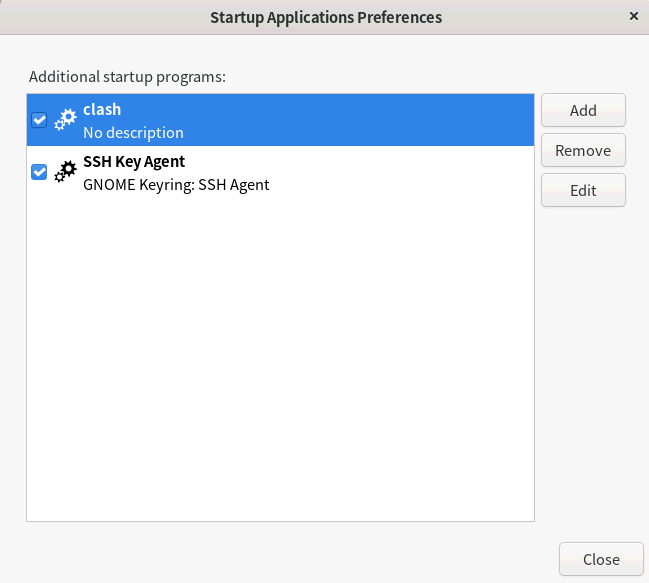 Startup Applications Preferences
Additional startup programs:
clash
No description
SSH Key Agent
GNOME Keyring: SSH Agent
Add
Remove
Edit
Close